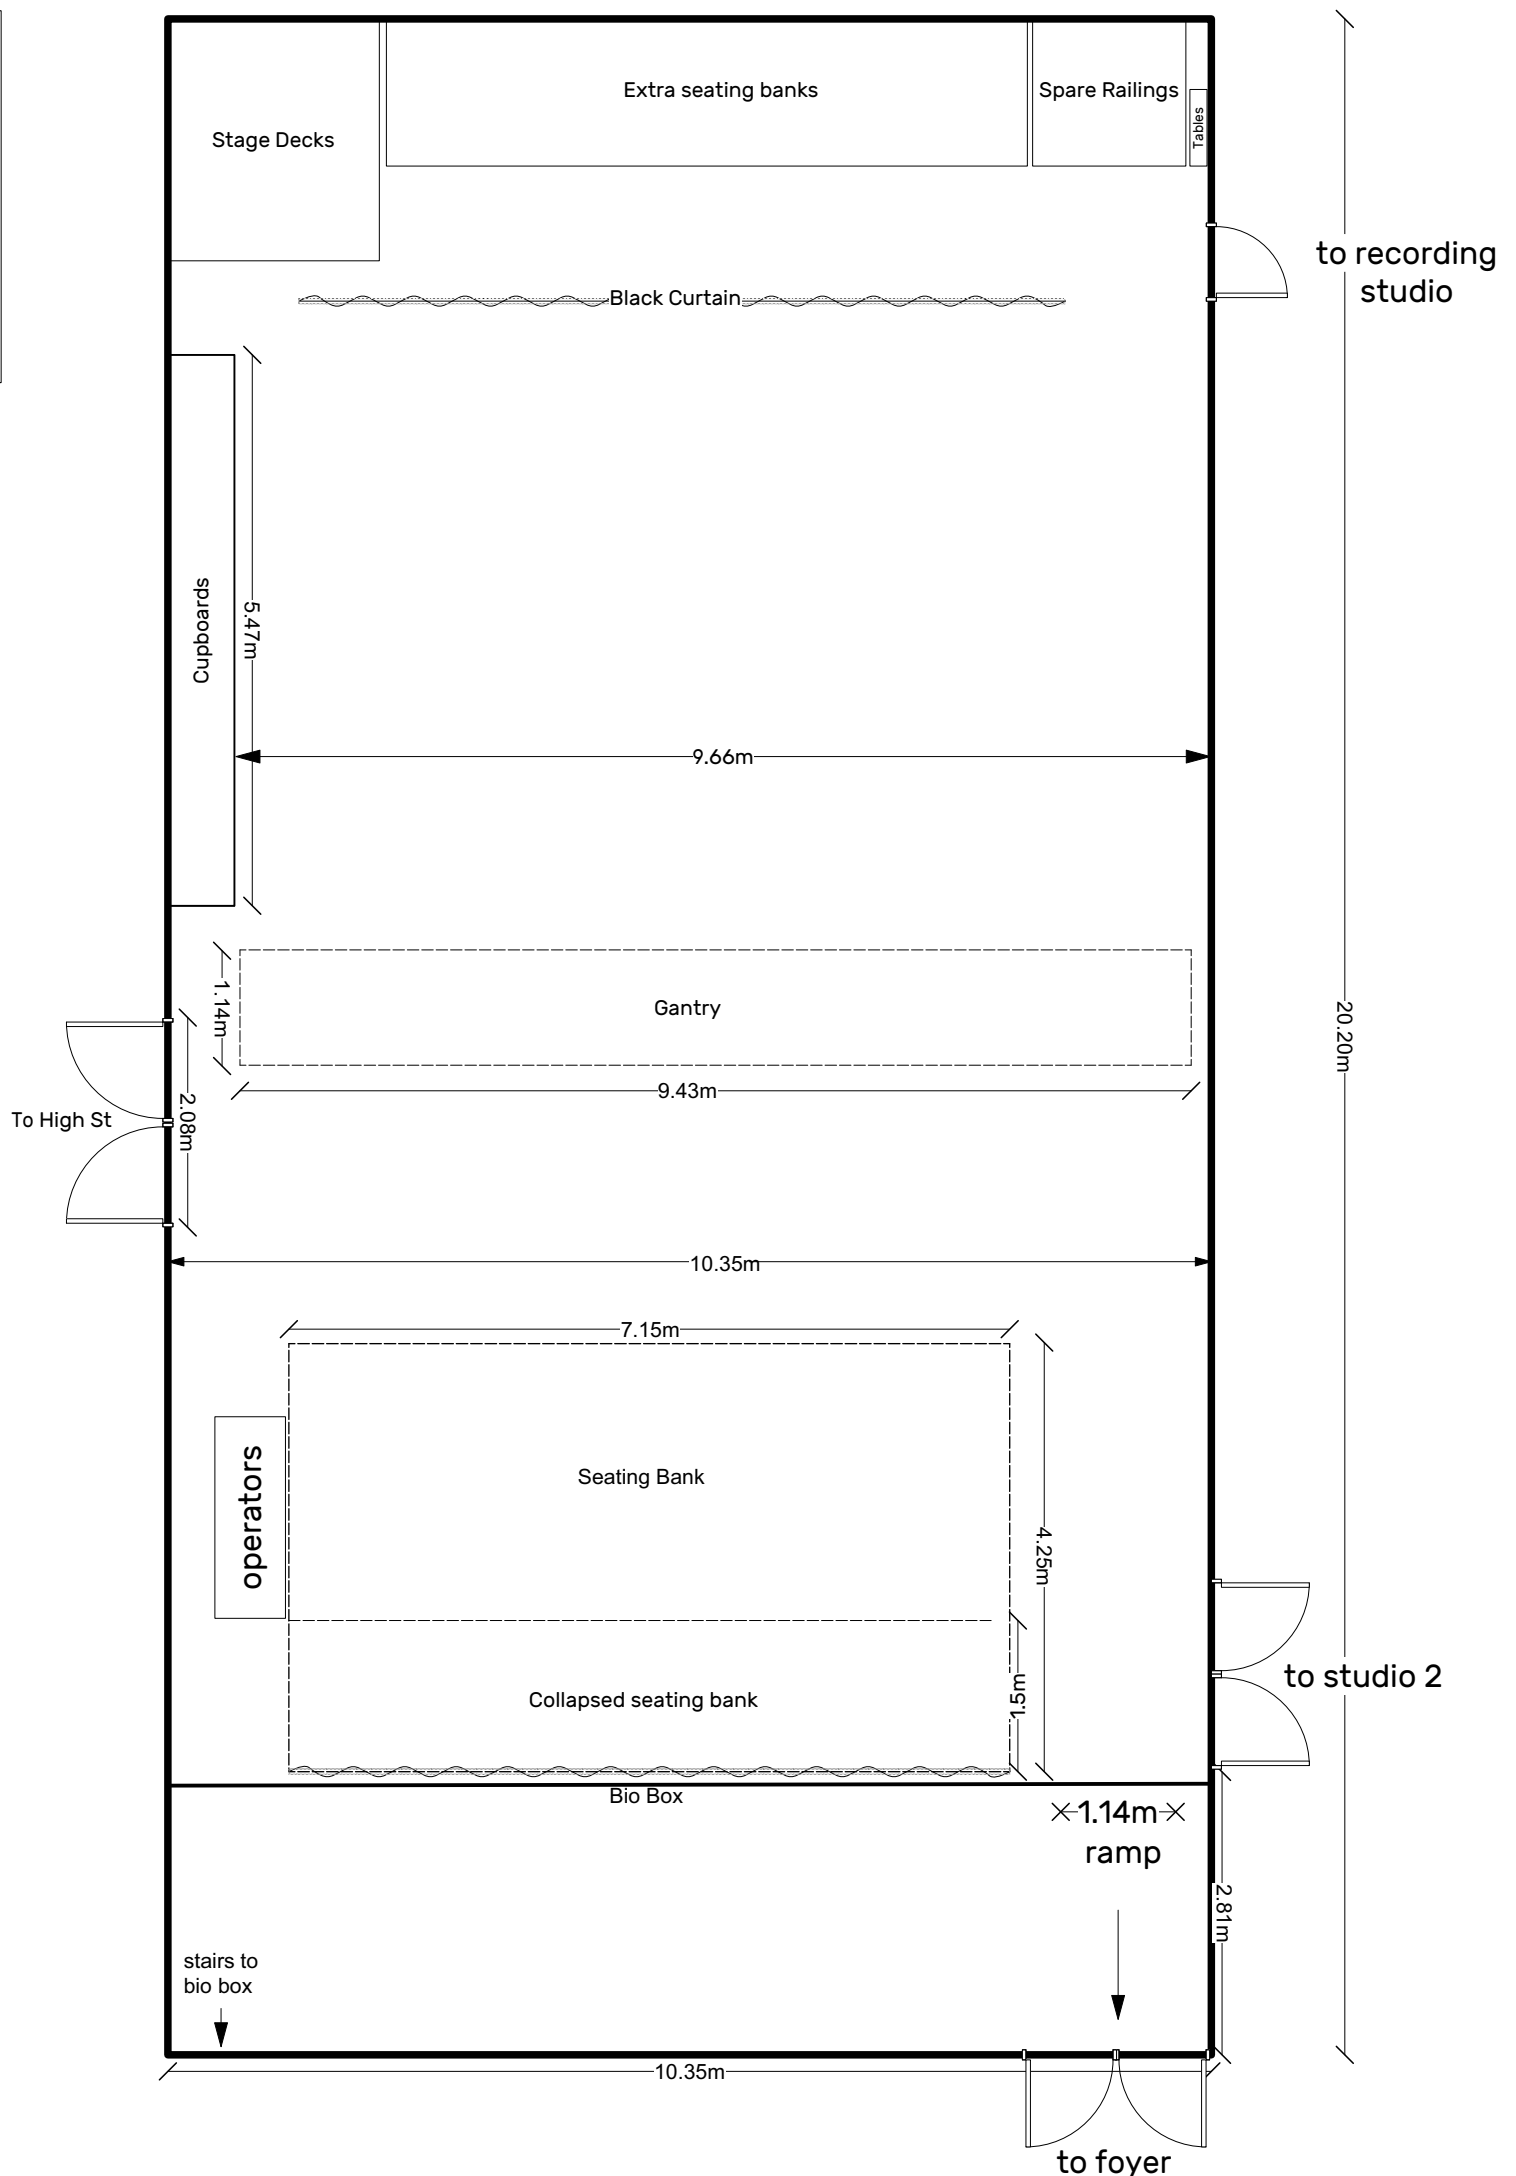 Extra seating banks
Spare Railings
Tables
Stage Decks
to recording
studio
Black Curtain
Cupboards
5.47m
9.66m
1.14m
Gantry
20.20m
9.43m
To High St
2.08m
10.35m
7.15m
operators
Seating Bank
4.25m
to studio 2
Collapsed seating bank
1.5m
Bio Box
1.14m
ramp
2.81m
stairs to
bio box
10.35m
to foyer